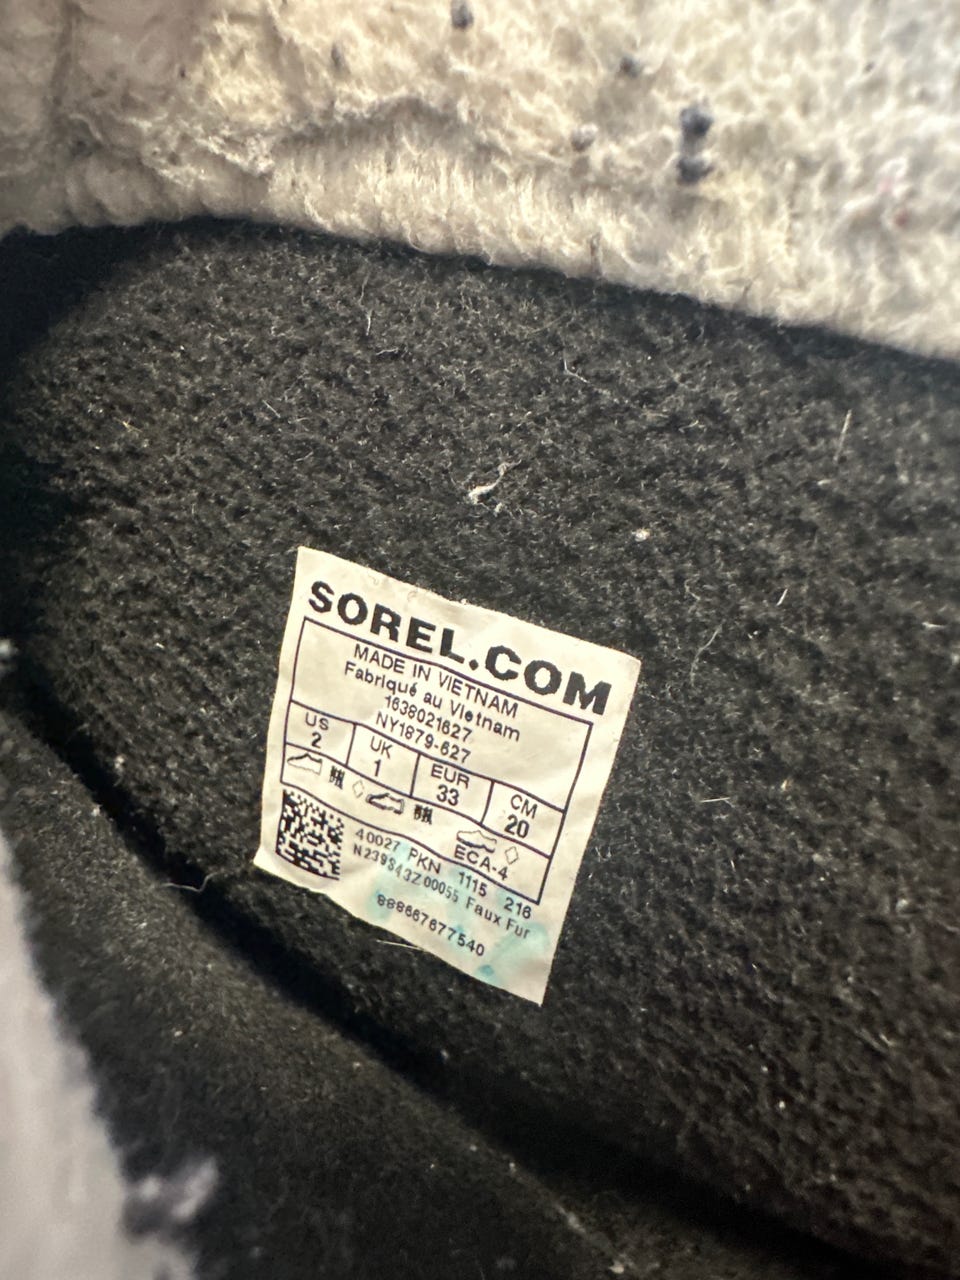 SOREL.COM
MADE IN VIETNAM
Fabriqué au Vietnam
1638021627
NY1879-627
US UK EUR CM
2 1 33 20
ECA-4
40027 PKN 1115 216
N239843Z00055 Faux Fur
888667677540